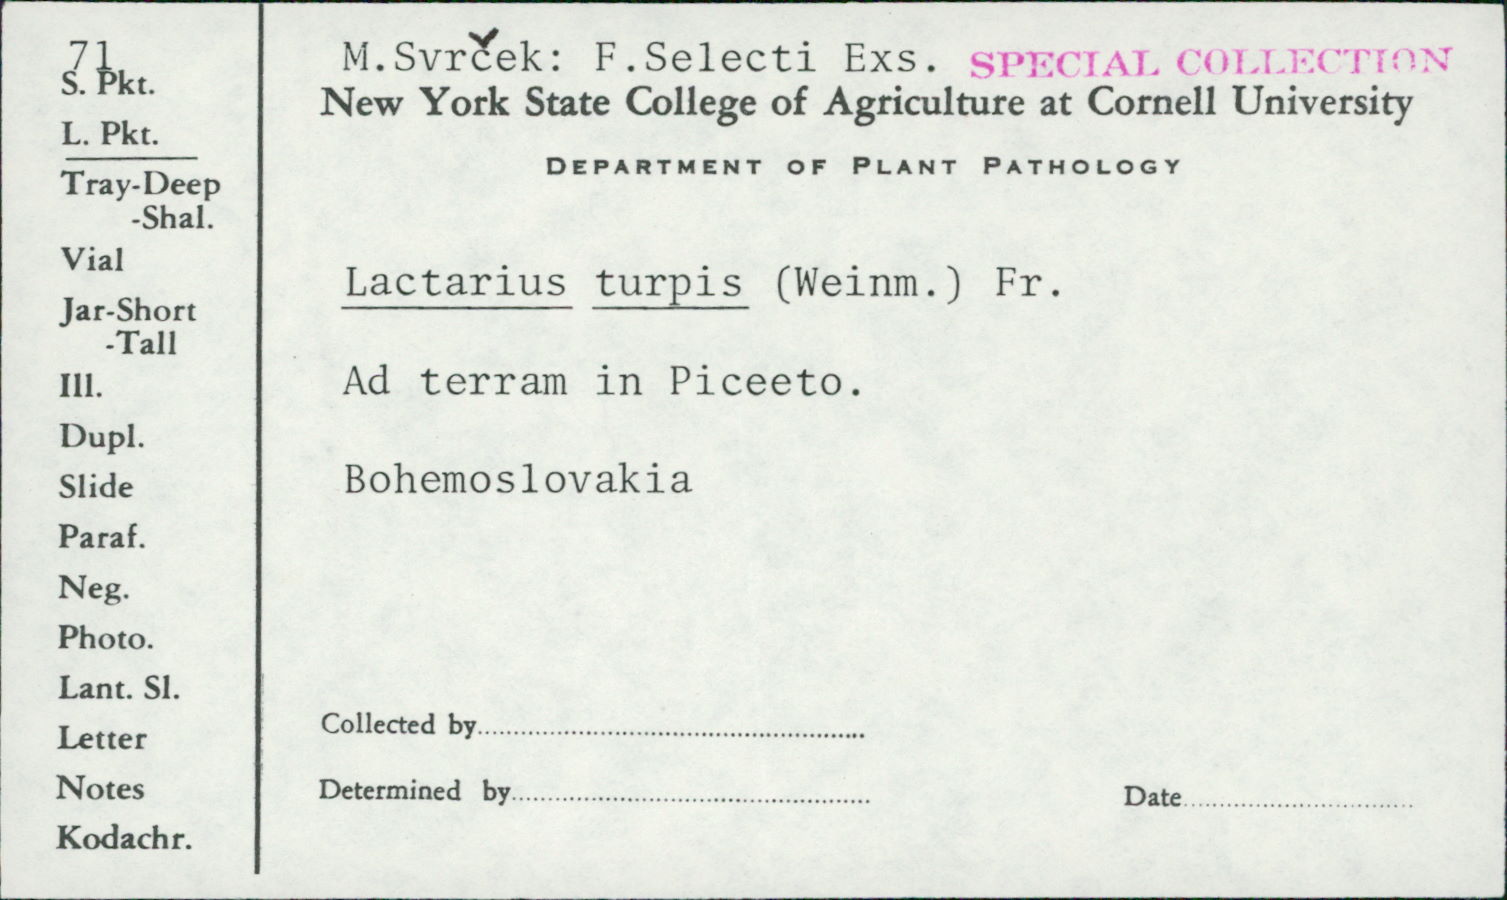 71
S. Pkt.
L. Pkt.
Tray-Deep
-Shal.
Vial
Jar-Short
-Tall
Ill.
Dupl.
Slide
Paraf.
Neg.
Photo.
Lant. Sl.
Letter
Notes
Kodachr.
M.Svrček: F.Selecti Exs. SPECIAL COLLECTION
New York State College of Agriculture at Cornell University
DEPARTMENT OF PLANT PATHOLOGY
Lactarius turpis (Weinm.) Fr.
Ad terram in Piceeto.
Bohemoslovakia
Collected by
Determined by
Date